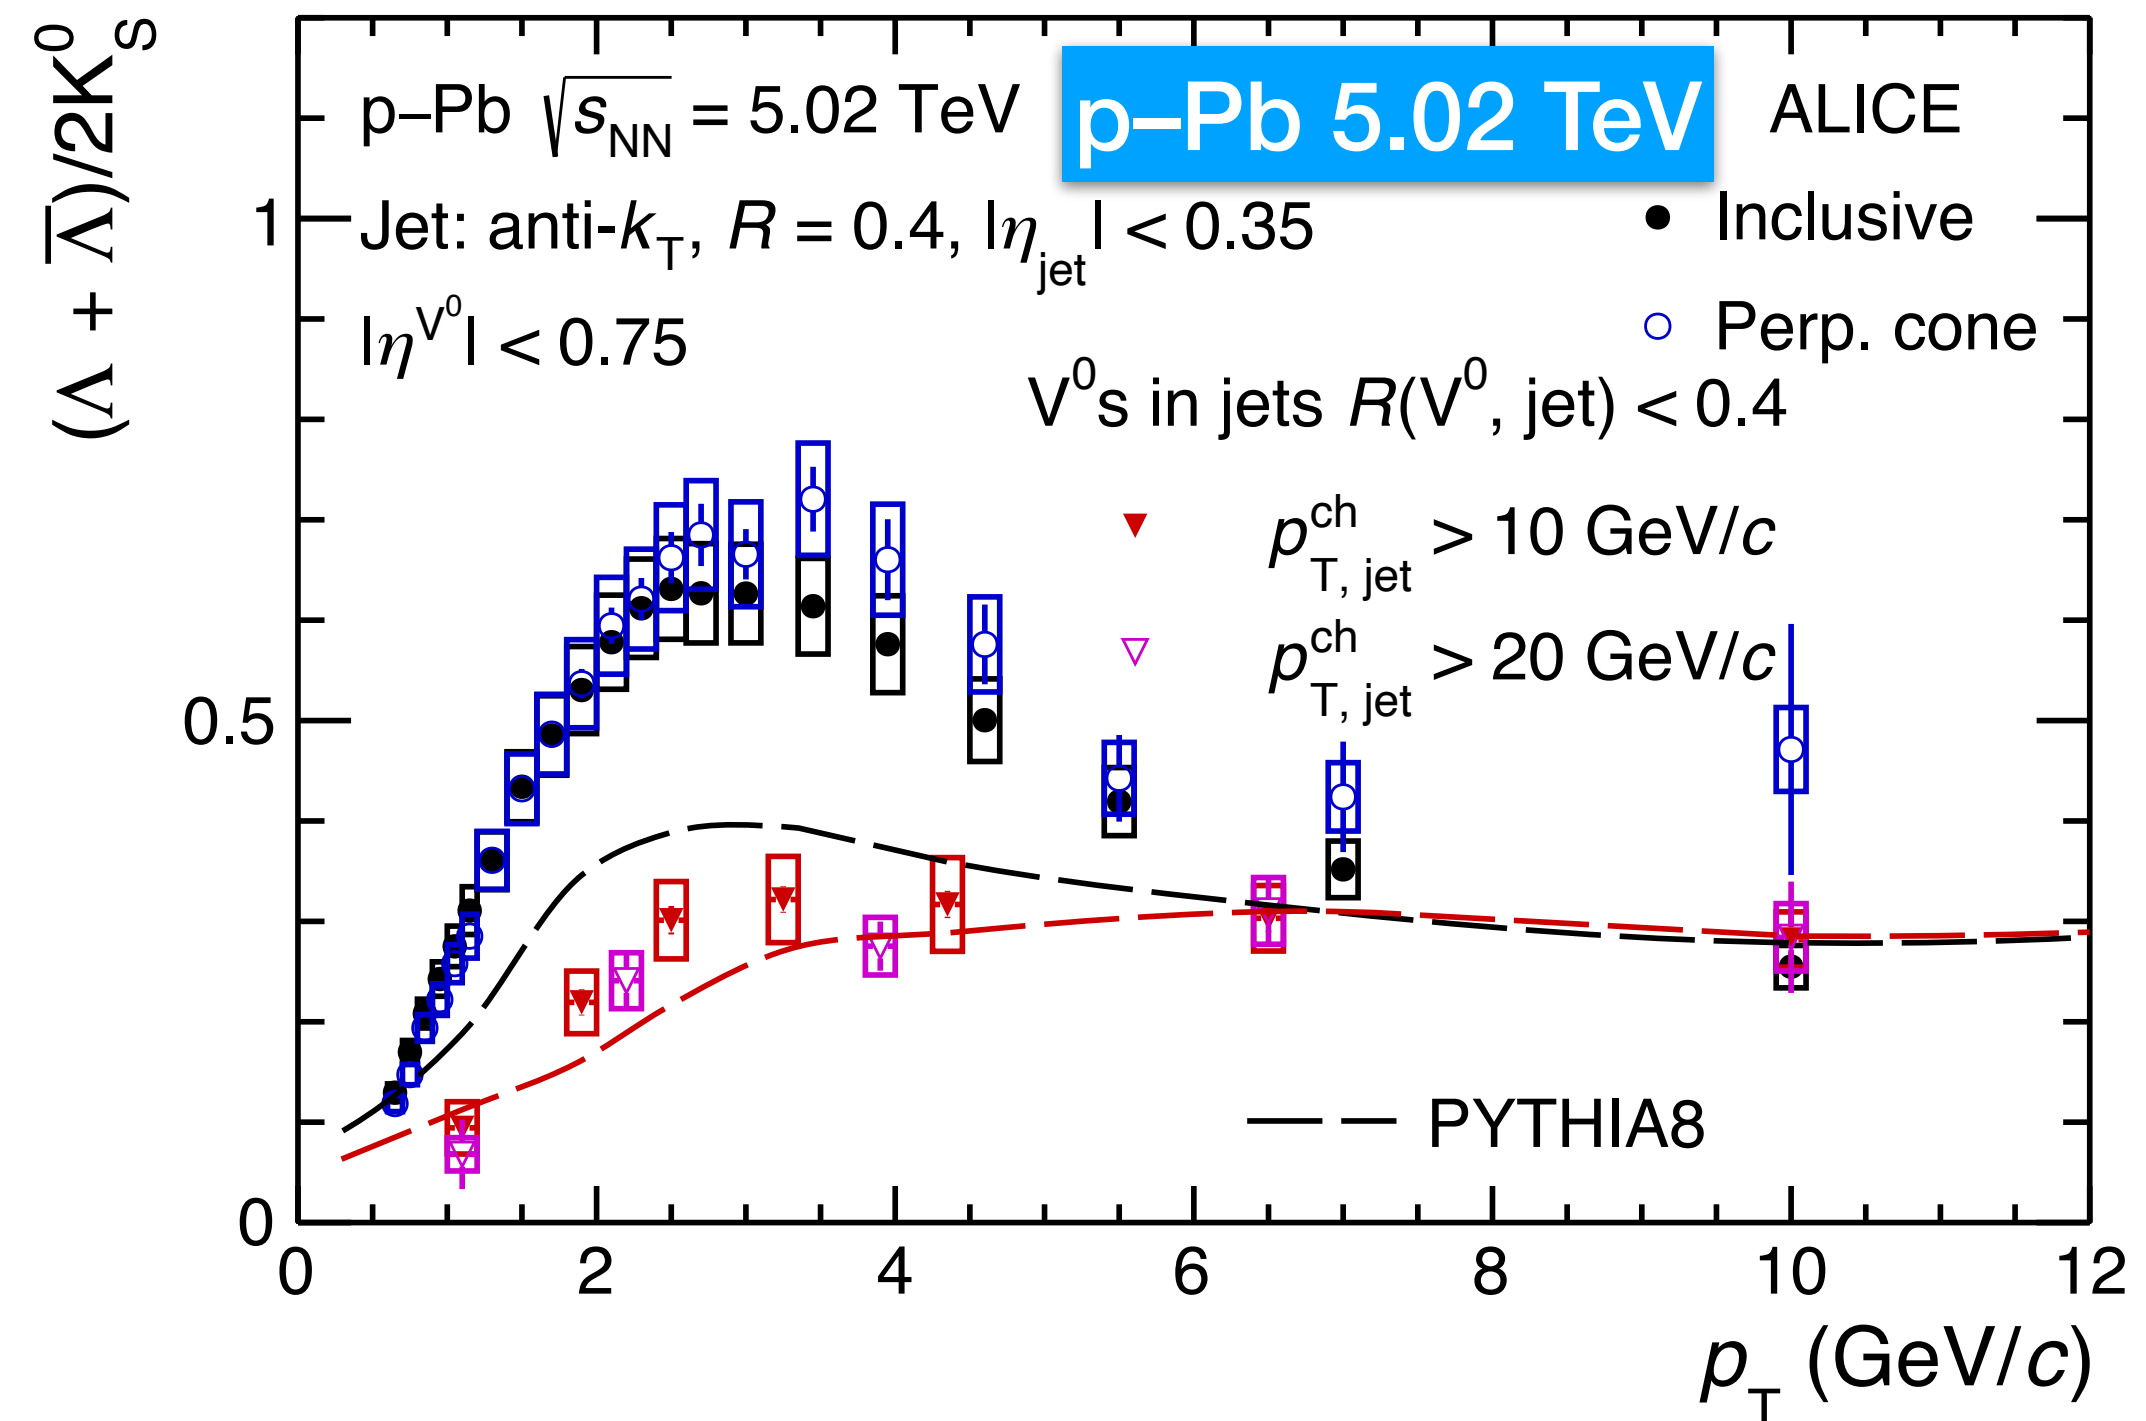 (Λ + Λ̅)/2K⁰_S
p–Pb √s_NN = 5.02 TeV
p–Pb 5.02 TeV
ALICE
Jet: anti-k_T, R = 0.4, |η_jet| < 0.35
|η^V⁰| < 0.75
Inclusive
Perp. cone
V⁰s in jets R(V⁰, jet) < 0.4
p^ch_T, jet > 10 GeV/c
p^ch_T, jet > 20 GeV/c
PYTHIA8
1
0.5
0
0 2 4 6 8 10 12
p_T (GeV/c)